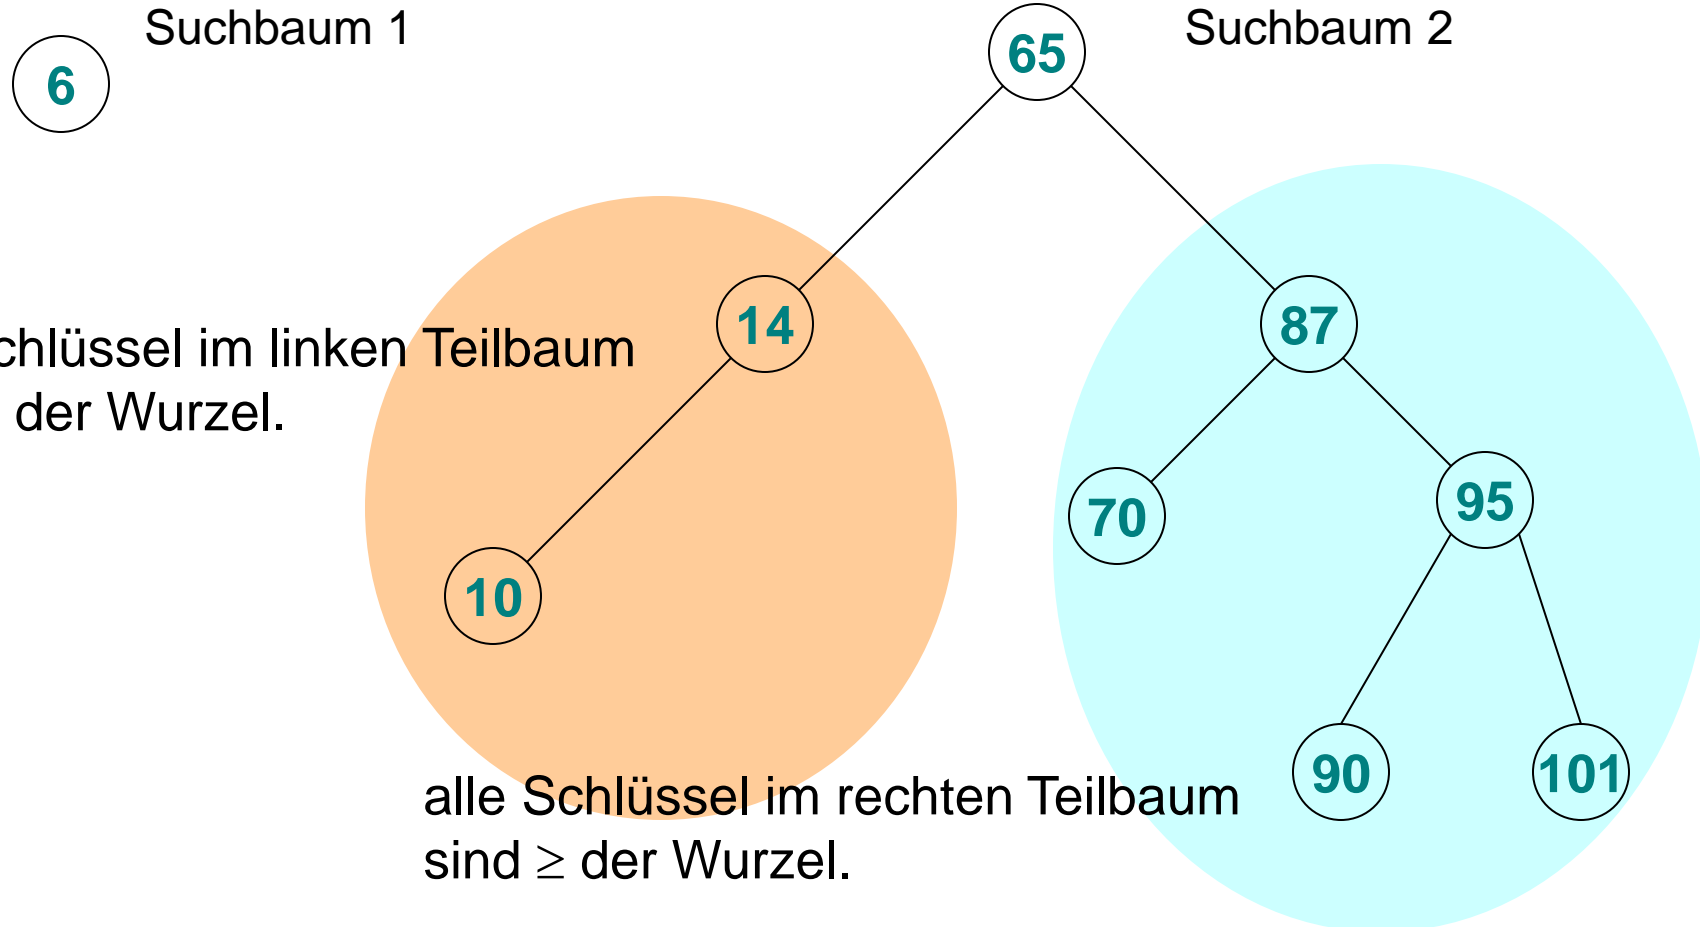 Suchbaum 1
Suchbaum 2
6
65
14
87
chlüssel im linken Teilbaum
der Wurzel.
70
95
10
90
101
alle Schlüssel im rechten Teilbaum
sind ≥ der Wurzel.